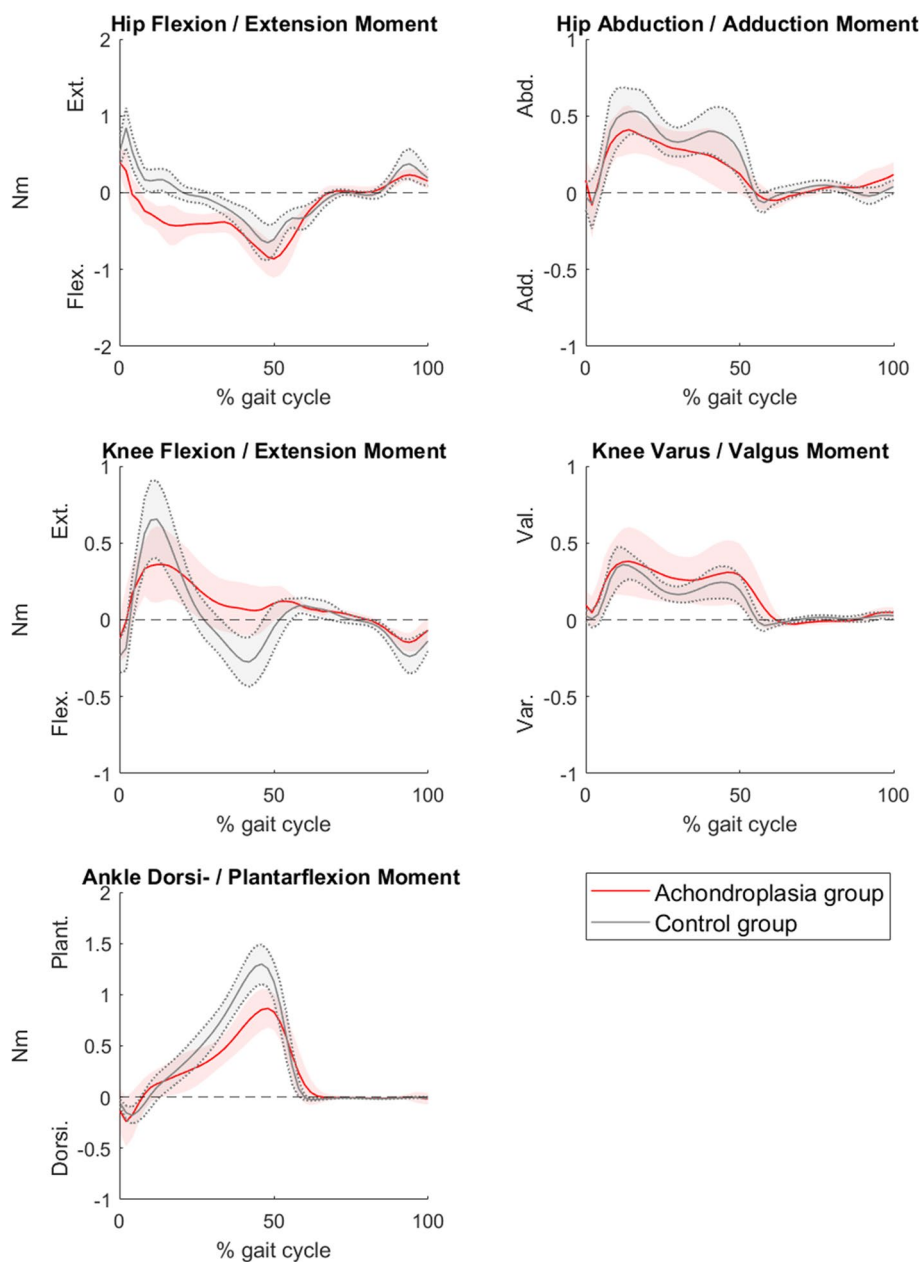 Hip Flexion / Extension Moment
2
1
0
-1
-2
Ext.
Flex.
Nm
0
50
100
% gait cycle
Hip Abduction / Adduction Moment
1
0.5
0
-0.5
-1
Abd.
Add.
0
50
100
% gait cycle
Knee Flexion / Extension Moment
1
0.5
0
-0.5
-1
Ext.
Flex.
Nm
0
50
100
% gait cycle
Knee Varus / Valgus Moment
1
0.5
0
-0.5
-1
Val.
Var.
0
50
100
% gait cycle
Ankle Dorsi- / Plantarflexion Moment
2
1.5
1
0.5
0
-0.5
-1
Plant.
Dorsi.
Nm
0
50
100
% gait cycle
Achondroplasia group
Control group